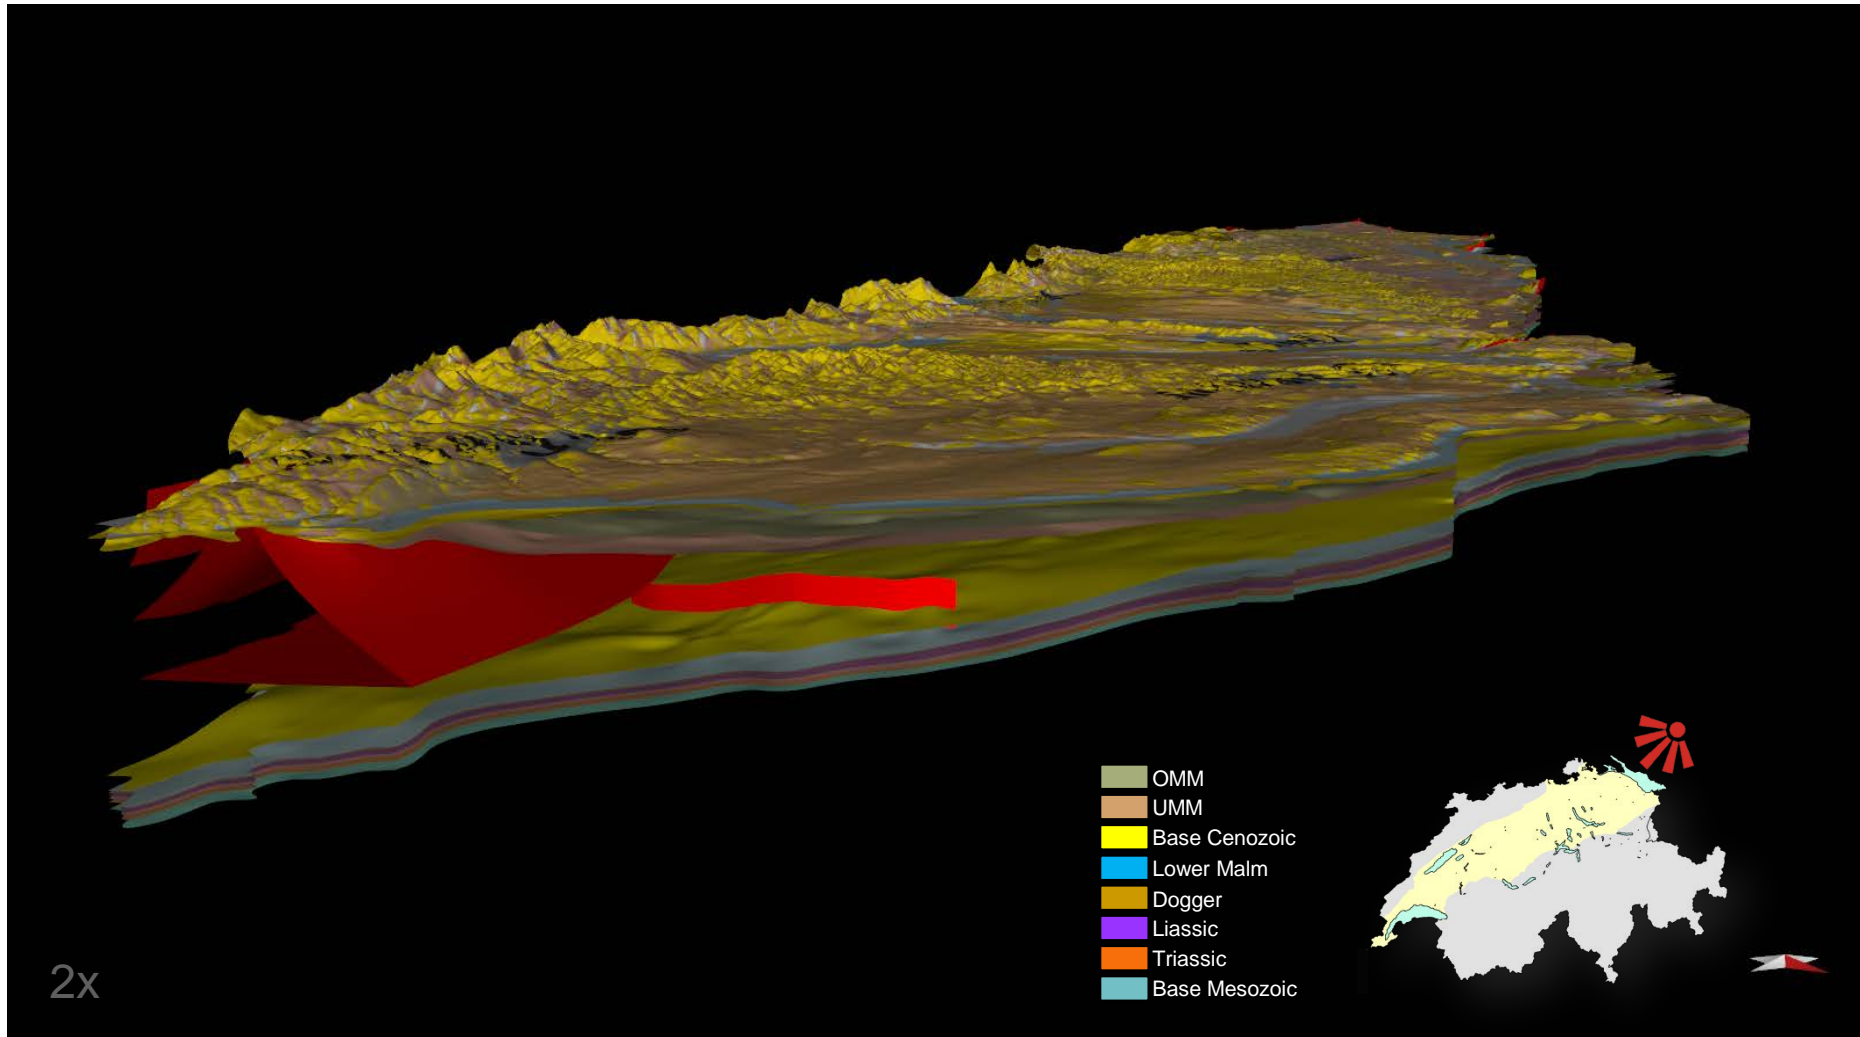 OMM
UMM
Base Cenozoic
Lower Malm
Dogger
Liassic
Triassic
Base Mesozoic
2x